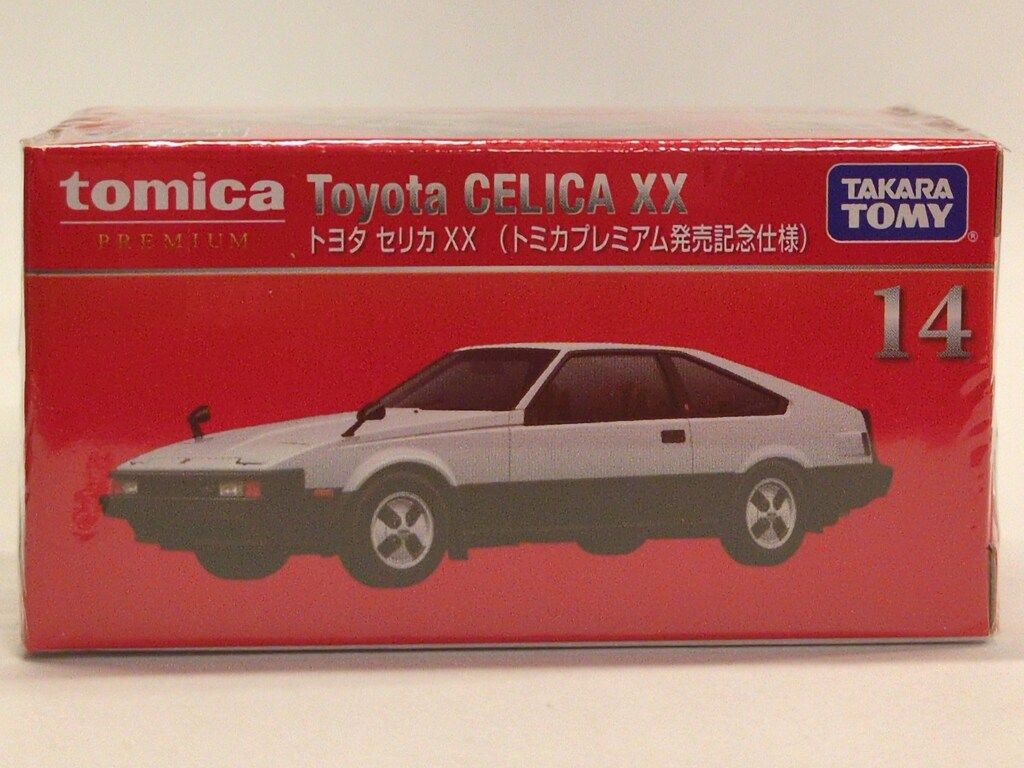 tomica
PREMIUM
Toyota CELICA XX
トヨタ セリカ XX （トミカプレミアム発売記念仕様）
TAKARA
TOMY
®
14